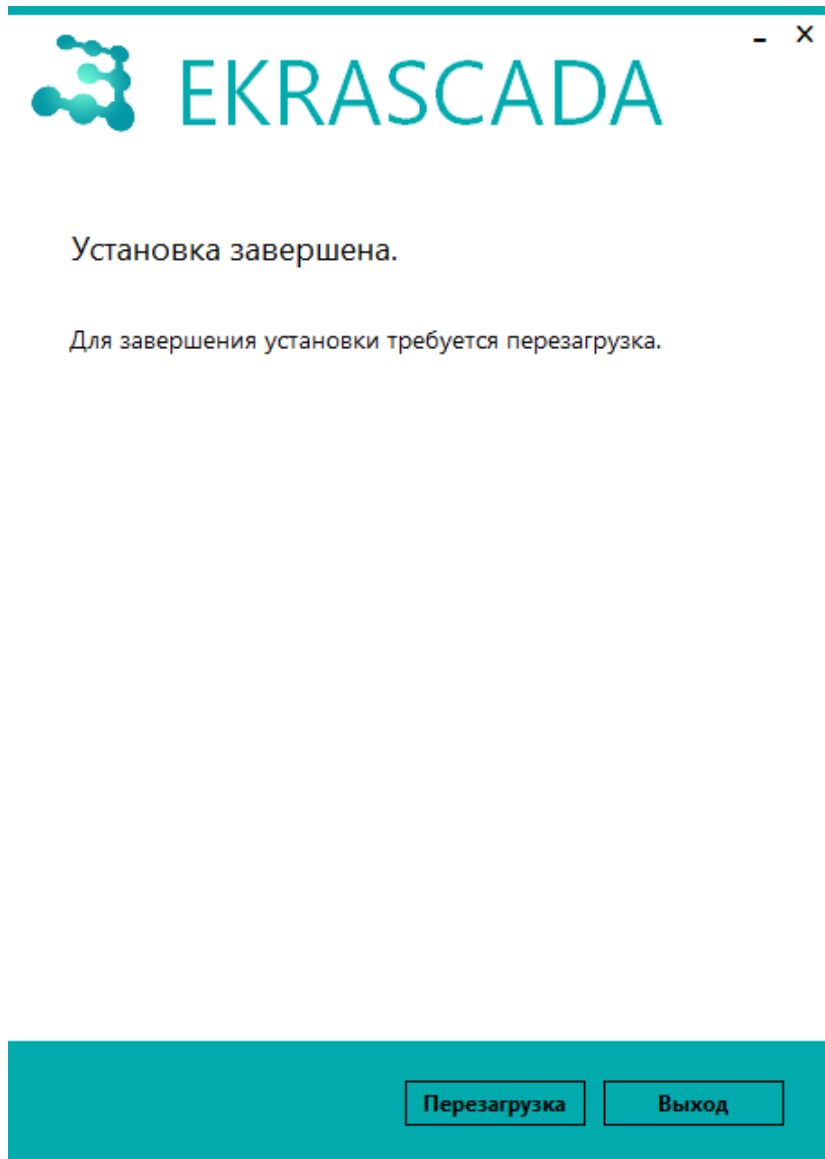 EKRASCADA
Установка завершена.
Для завершения установки требуется перезагрузка.
Перезагрузка
Выход